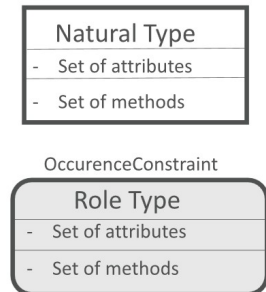 Natural Type
- Set of attributes
- Set of methods
OccurenceConstraint
Role Type
- Set of attributes
- Set of methods